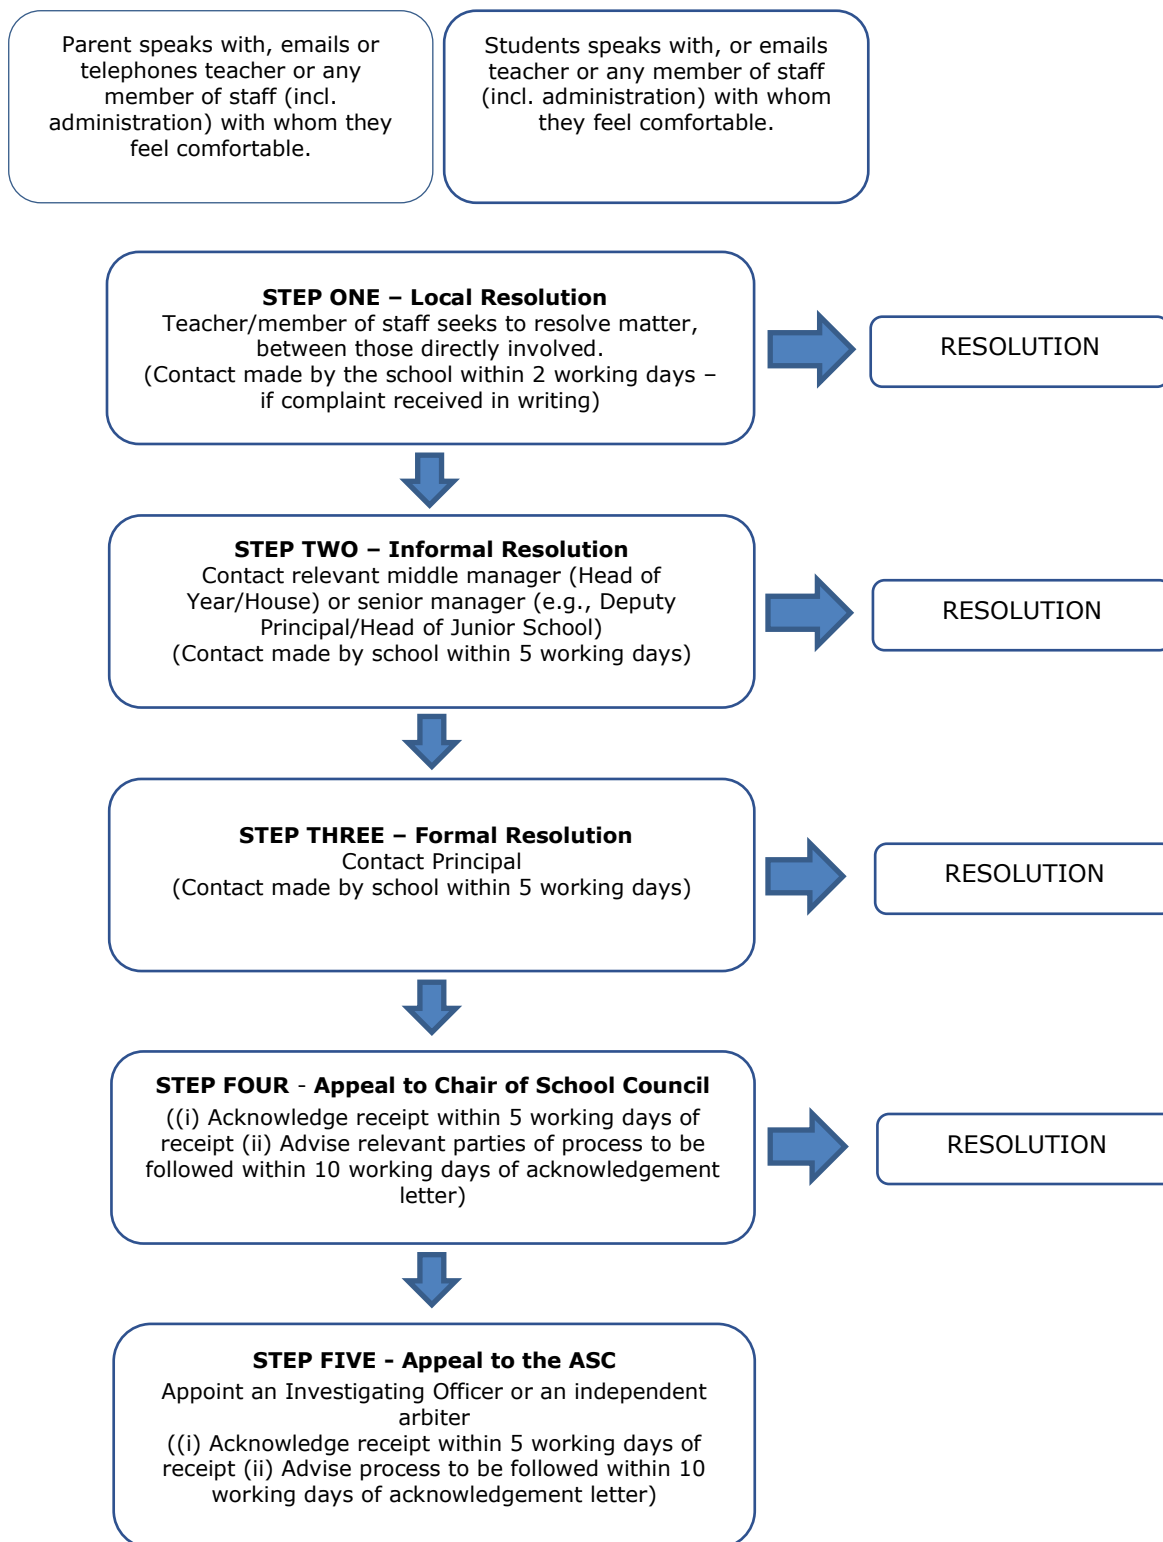 Parent speaks with, emails or
telephones teacher or any
member of staff (incl.
administration) with whom they
feel comfortable.
Students speaks with, or emails
teacher or any member of staff
(incl. administration) with whom
they feel comfortable.
STEP ONE – Local Resolution
Teacher/member of staff seeks to resolve matter,
between those directly involved.
(Contact made by the school within 2 working days –
if complaint received in writing)
RESOLUTION
STEP TWO – Informal Resolution
Contact relevant middle manager (Head of
Year/House) or senior manager (e.g., Deputy
Principal/Head of Junior School)
(Contact made by school within 5 working days)
RESOLUTION
STEP THREE – Formal Resolution
Contact Principal
(Contact made by school within 5 working days)
RESOLUTION
STEP FOUR - Appeal to Chair of School Council
((i) Acknowledge receipt within 5 working days of
receipt (ii) Advise relevant parties of process to be
followed within 10 working days of acknowledgement
letter)
RESOLUTION
STEP FIVE - Appeal to the ASC
Appoint an Investigating Officer or an independent
arbiter
((i) Acknowledge receipt within 5 working days of
receipt (ii) Advise process to be followed within 10
working days of acknowledgement letter)